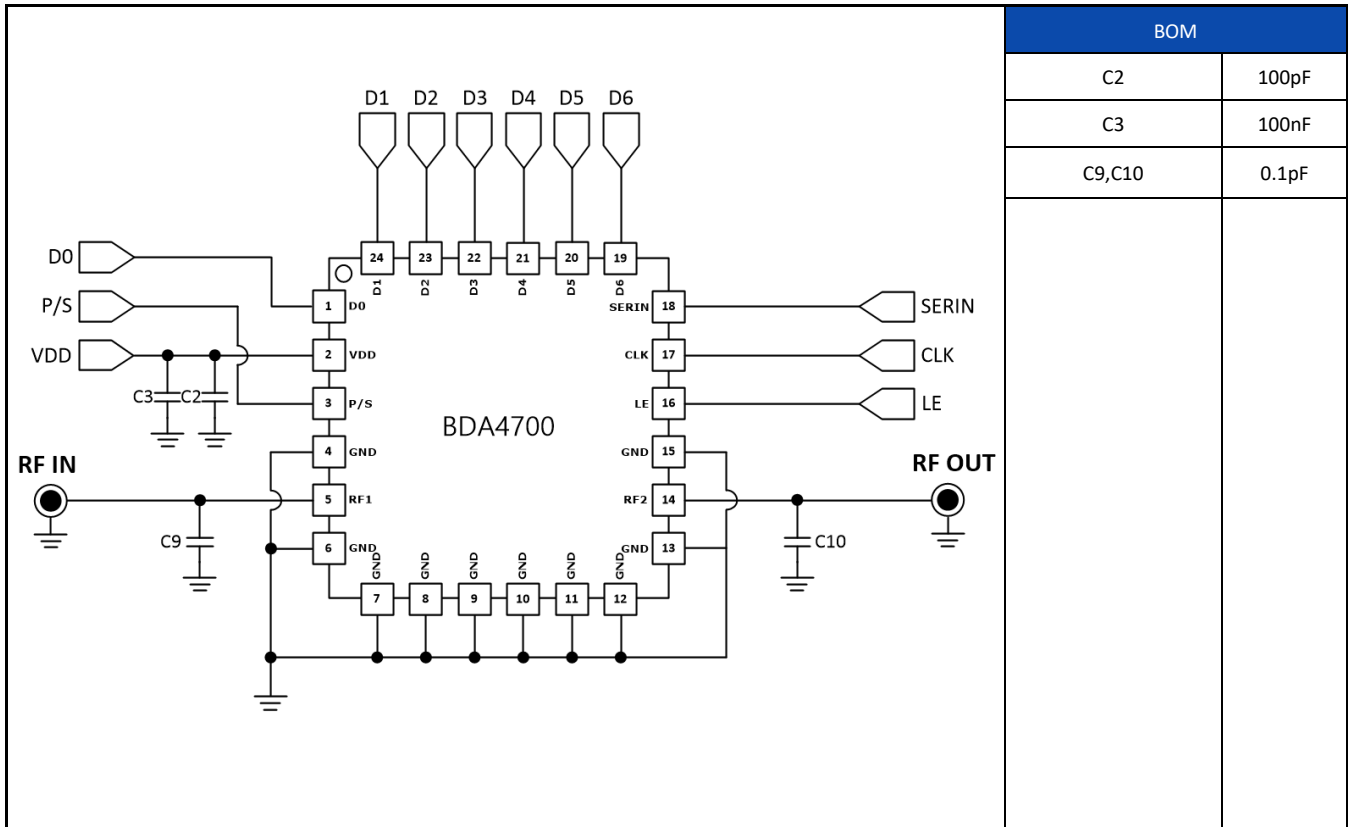 BOM
C2 100pF
C3 100nF
C9,C10 0.1pF
D1 D2 D3 D4 D5 D6
24 23 22 21 20 19
D1 D2 D3 D4 D5 D6
D0
1 D0
SERIN 18
SERIN
P/S
VDD
2 VDD
CLK 17
CLK
C3 C2
3 P/S
LE 16
LE
BDA4700
4 GND
GND 15
RF IN
RF OUT
5 RF1
RF2 14
C9
C10
6 GND
GND 13
GND GND GND GND GND GND
7 8 9 10 11 12